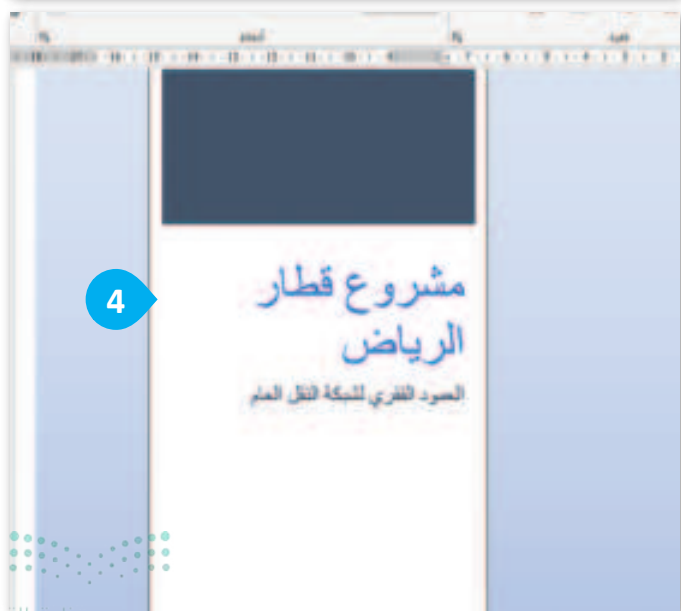 4
مشروع قطار
الرياض
العمود الفقري لشبكة النقل العام